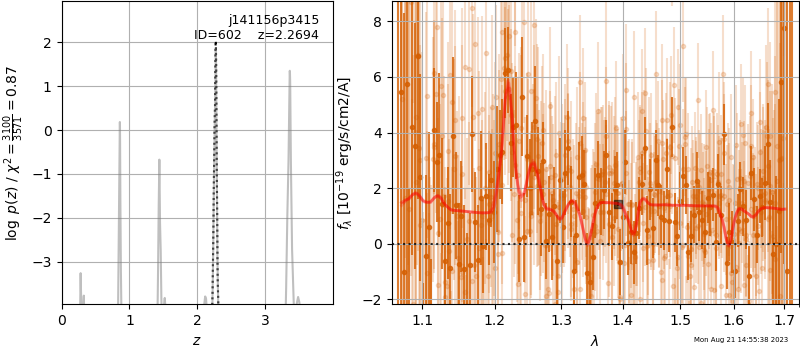 j141156p3415
ID=602 z=2.2694
log p(z) / χ² = 3100/3571 = 0.87
2
1
0
−1
−2
−3
0 1 2 3
z
f_λ [10⁻¹⁹ erg/s/cm2/A]
8
6
4
2
0
−2
1.1 1.2 1.3 1.4 1.5 1.6 1.7
λ
Mon Aug 21 14:55:38 2023